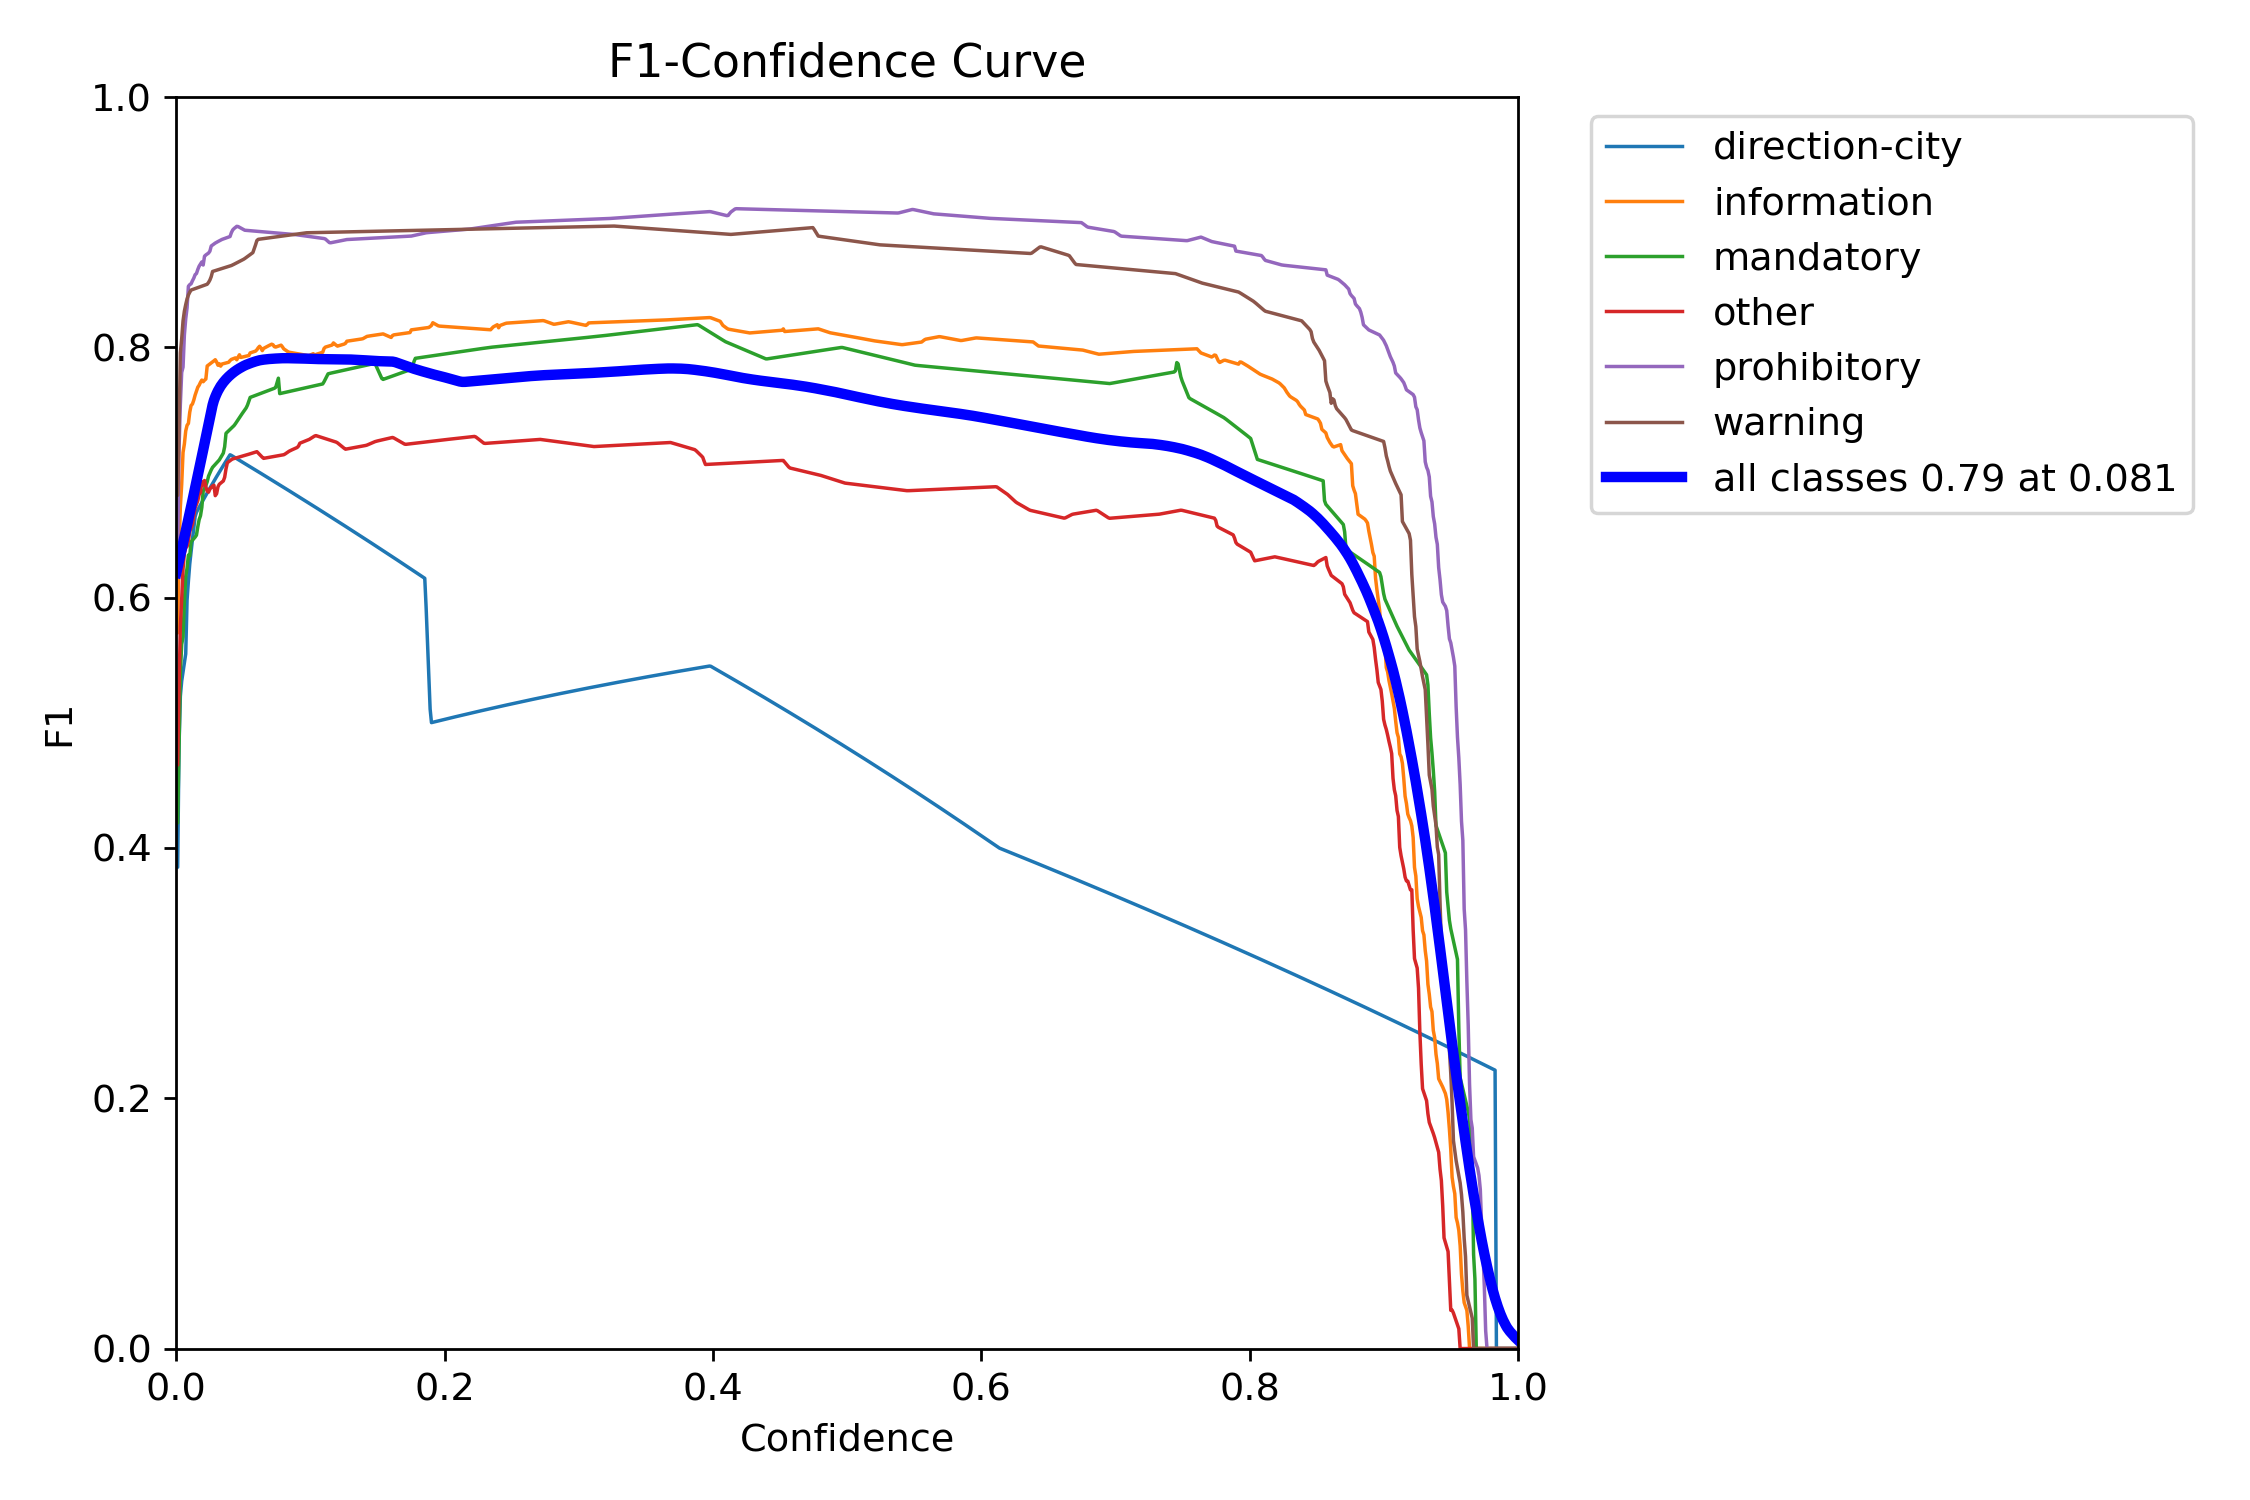 F1-Confidence Curve
1.0
0.8
0.6
0.4
0.2
0.0
F1
0.0 0.2 0.4 0.6 0.8 1.0
Confidence
direction-city
information
mandatory
other
prohibitory
warning
all classes 0.79 at 0.081